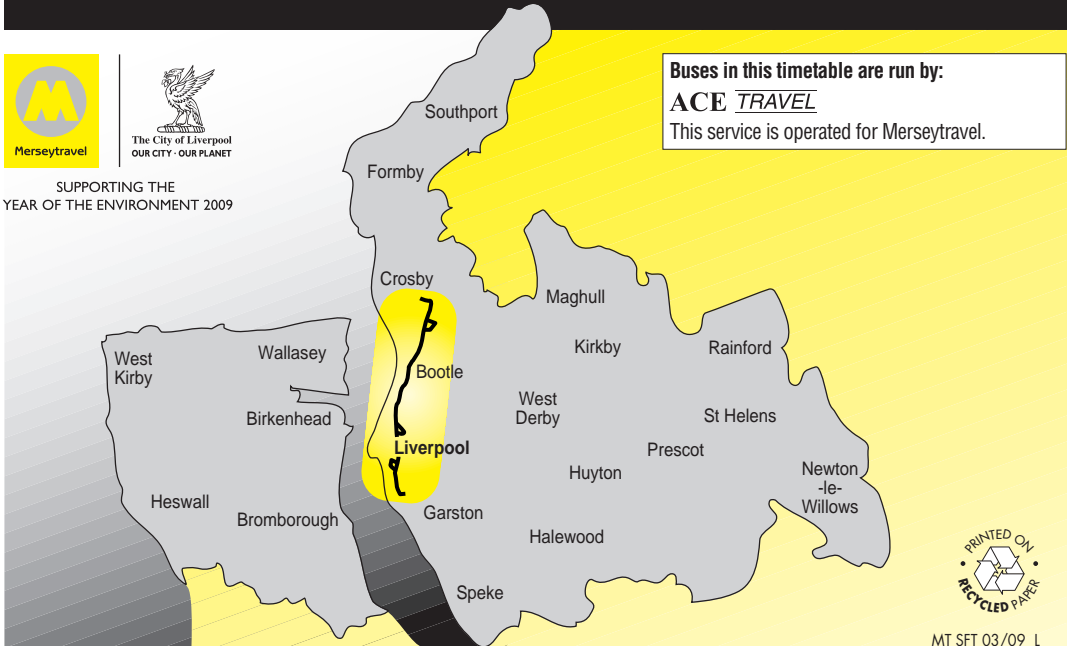 Merseytravel
The City of Liverpool
OUR CITY · OUR PLANET
SUPPORTING THE
YEAR OF THE ENVIRONMENT 2009
Buses in this timetable are run by:
ACE TRAVEL
This service is operated for Merseytravel.
Southport
Formby
Crosby
Maghull
Kirkby
Rainford
West
Kirby
Wallasey
Bootle
Birkenhead
West
Derby
St Helens
Liverpool
Prescot
Huyton
Newton
-le-
Willows
Heswall
Bromborough
Garston
Halewood
Speke
PRINTED ON
RECYCLED PAPER
MT SFT 03/09 L